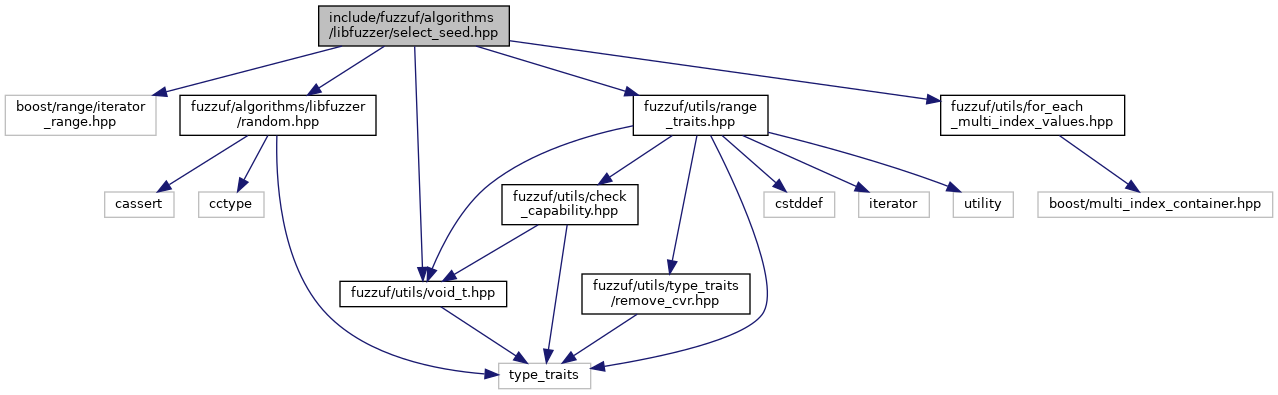 include/fuzzuf/algorithms
/libfuzzer/select_seed.hpp
boost/range/iterator
_range.hpp
fuzzuf/algorithms/libfuzzer
/random.hpp
fuzzuf/utils/range
_traits.hpp
fuzzuf/utils/for_each
_multi_index_values.hpp
cassert
cctype
fuzzuf/utils/check
_capability.hpp
cstddef
iterator
utility
boost/multi_index_container.hpp
fuzzuf/utils/void_t.hpp
fuzzuf/utils/type_traits
/remove_cvr.hpp
type_traits